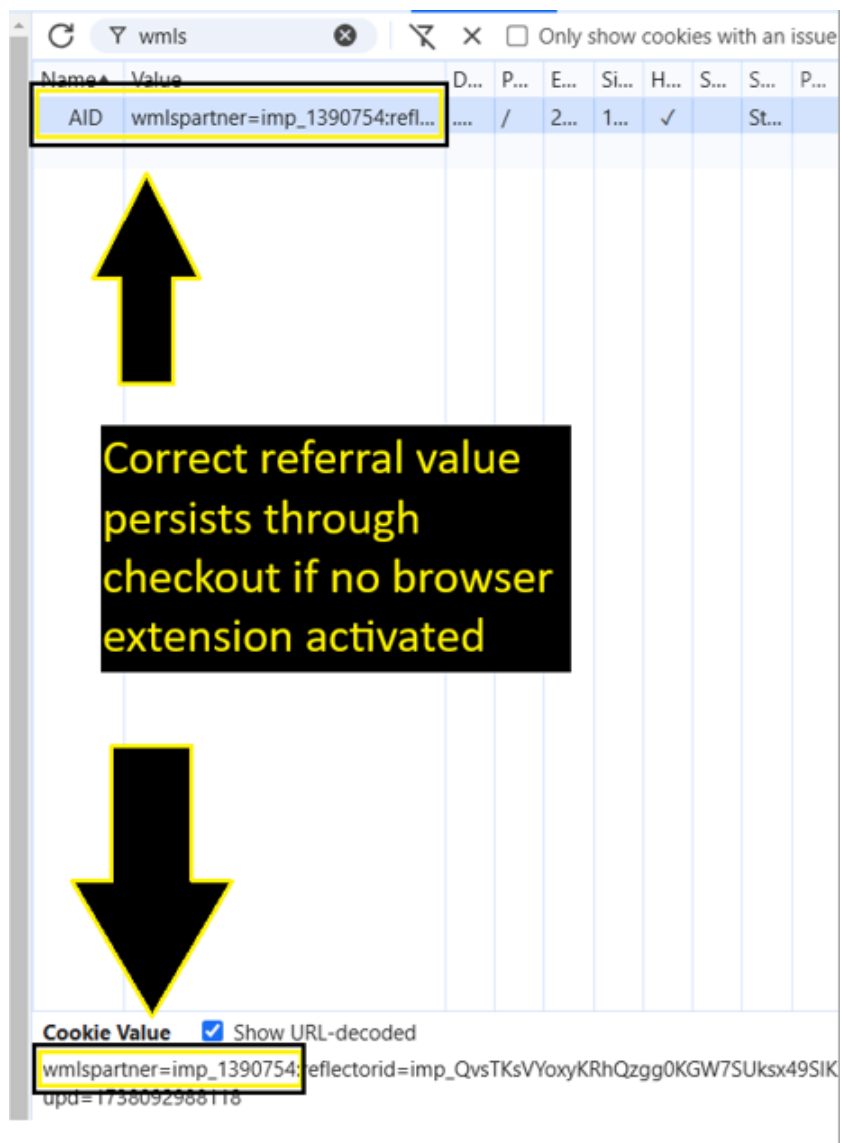 wmls Only show cookies with an issue
Name Value D... P... E... Si... H... S... S... P...
AID wmlspartner=imp_1390754:refl... .... / 2... 1... ✓ St...
Correct referral value
persists through
checkout if no browser
extension activated
Cookie Value Show URL-decoded
wmlspartner=imp_1390754:reflectorid=imp_QvsTKsVYoxyKRhQzgg0KGW7SUksx49SlK
upd=1738092988118